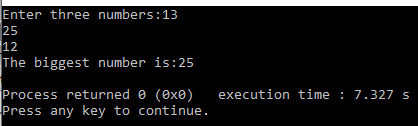 Enter three numbers:13
25
12
The biggest number is:25
Process returned 0 (0x0)   execution time : 7.327 s
Press any key to continue.